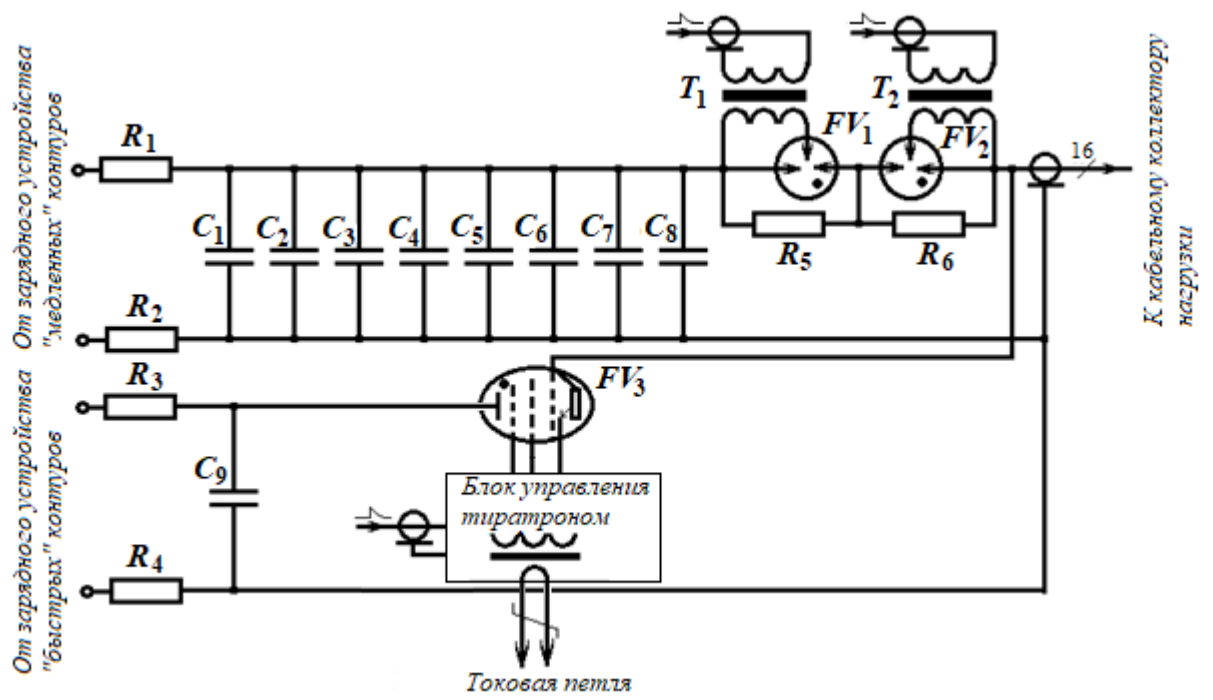 От зарядного устройства
"медленных" контуров
R1
R2
C1
C2
C3
C4
C5
C6
C7
C8
T1
T2
FV1
FV2
R5
R6
16
К кабельному коллектору
нагрузки
От зарядного устройства
"быстрых" контуров
R3
R4
C9
FV3
Блок управления
тиратроном
Токовая петля